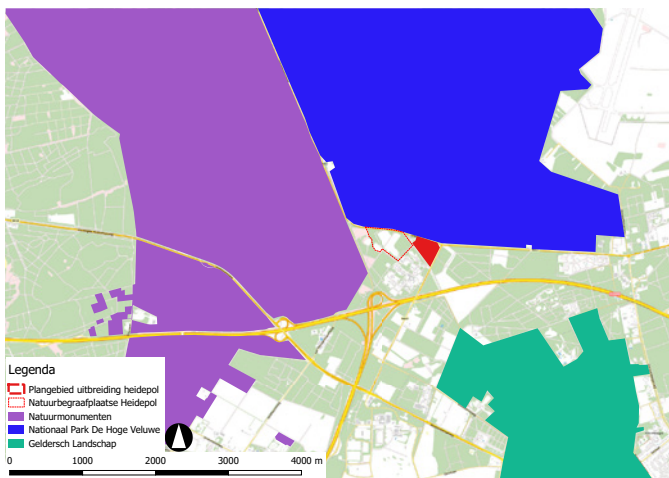 Legenda
Plangebied uitbreiding heidepol
Natuurbegraafplaatse Heidepol
Natuurmonumenten
Nationaal Park De Hoge Veluwe
Geldersch Landschap
0 1000 2000 3000 4000 m